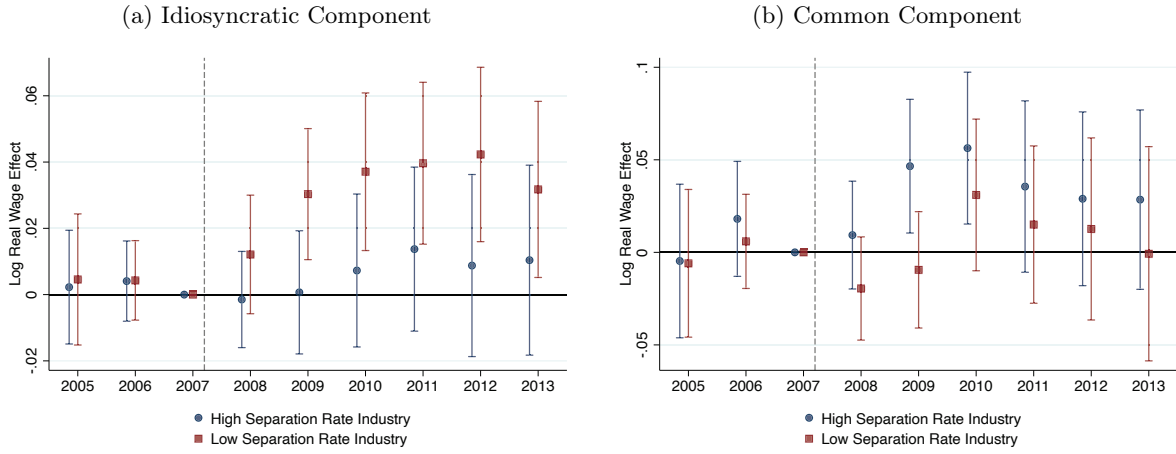 (a) Idiosyncratic Component
Log Real Wage Effect
.06
.04
.02
0
-.02
2005 2006 2007 2008 2009 2010 2011 2012 2013
High Separation Rate Industry
Low Separation Rate Industry
(b) Common Component
Log Real Wage Effect
.1
.05
0
-.05
2005 2006 2007 2008 2009 2010 2011 2012 2013
High Separation Rate Industry
Low Separation Rate Industry